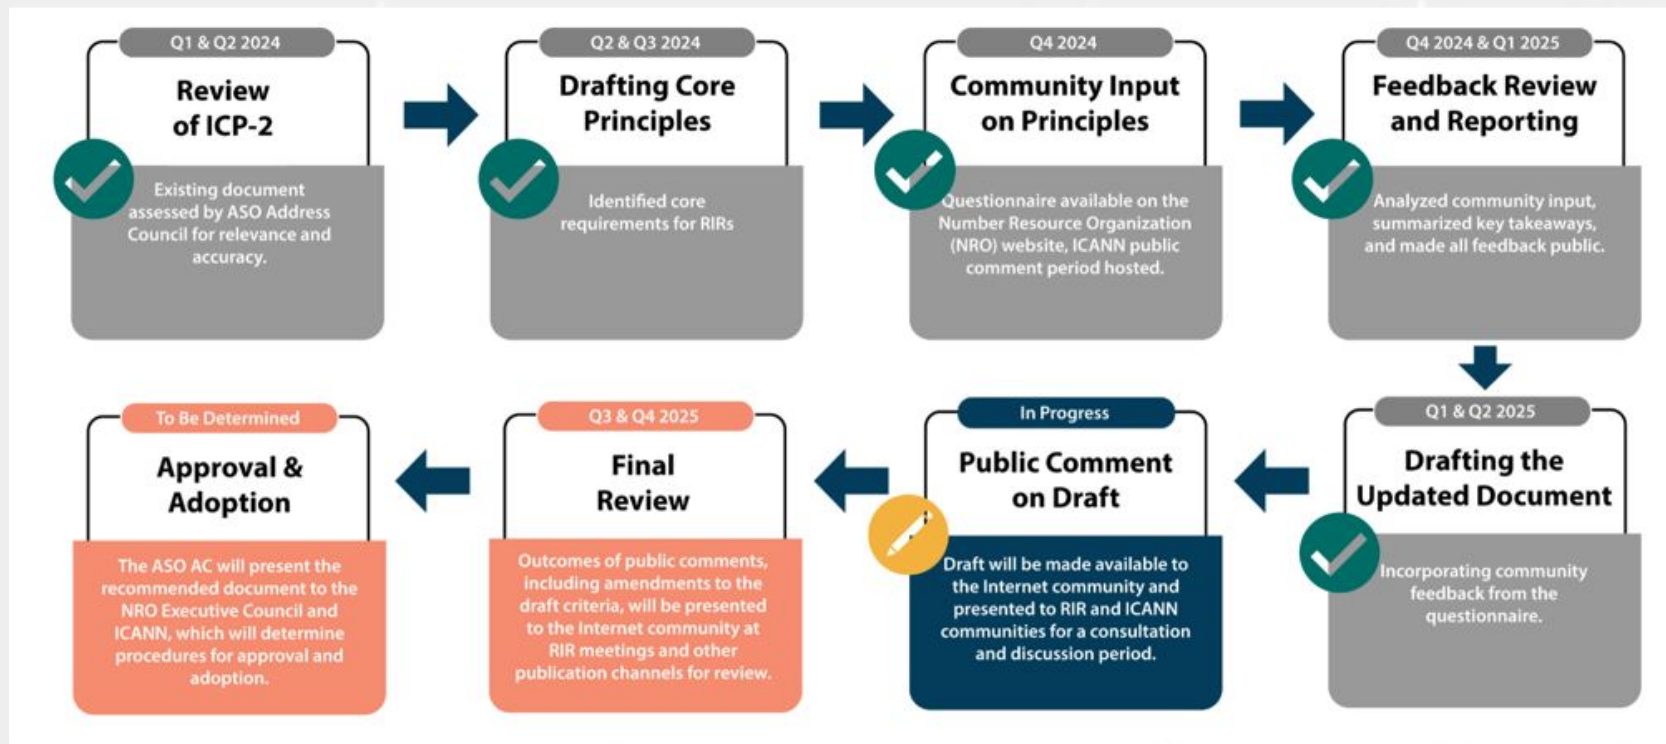 Q1 & Q2 2024
Review
of ICP-2
Existing document
assessed by ASO Address
Council for relevance and
accuracy.
Q2 & Q3 2024
Drafting Core
Principles
Identified core
requirements for RIRs
Q4 2024
Community Input
on Principles
Questionnaire available on the
Number Resource Organization
(NRO) website, ICANN public
comment period hosted.
Q4 2024 & Q1 2025
Feedback Review
and Reporting
Analyzed community input,
summarized key takeaways,
and made all feedback public.
Q1 & Q2 2025
Drafting the
Updated Document
Incorporating community
feedback from the
questionnaire.
In Progress
Public Comment
on Draft
Draft will be made available to
the Internet community and
presented to RIR and ICANN
communities for a consultation
and discussion period.
Q3 & Q4 2025
Final
Review
Outcomes of public comments,
including amendments to the
draft criteria, will be presented
to the Internet community at
RIR meetings and other
publication channels for review.
To Be Determined
Approval &
Adoption
The ASO AC will present the
recommended document to the
NRO Executive Council and
ICANN, which will determine
procedures for approval and
adoption.